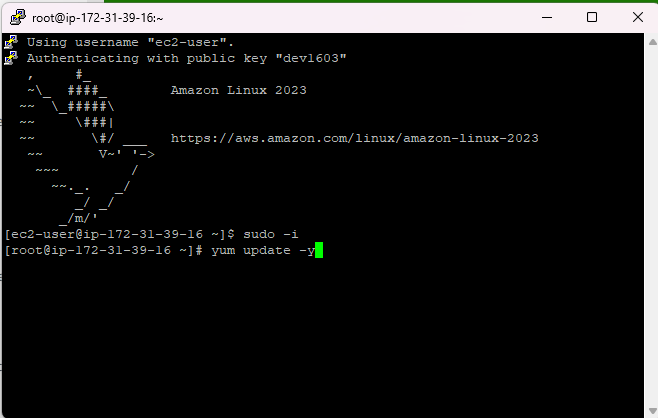 root@ip-172-31-39-16:~
Using username "ec2-user".
Authenticating with public key "dev1603"
   ,     #_
   ~\_  ####_        Amazon Linux 2023
  ~~  \_#####\
  ~~     \###|
  ~~       \#/ ___   https://aws.amazon.com/linux/amazon-linux-2023
   ~~       V~' '->
    ~~~         /
      ~~._.   _/
         _/ _/
       _/m/'
[ec2-user@ip-172-31-39-16 ~]$ sudo -i
[root@ip-172-31-39-16 ~]# yum update -y